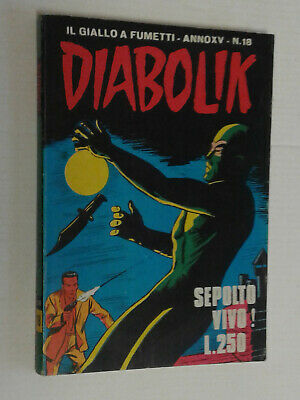 IL GIALLO A FUMETTI - ANNO XV - N.18
DIABOLIK
SEPOLTO
VIVO!
L.250